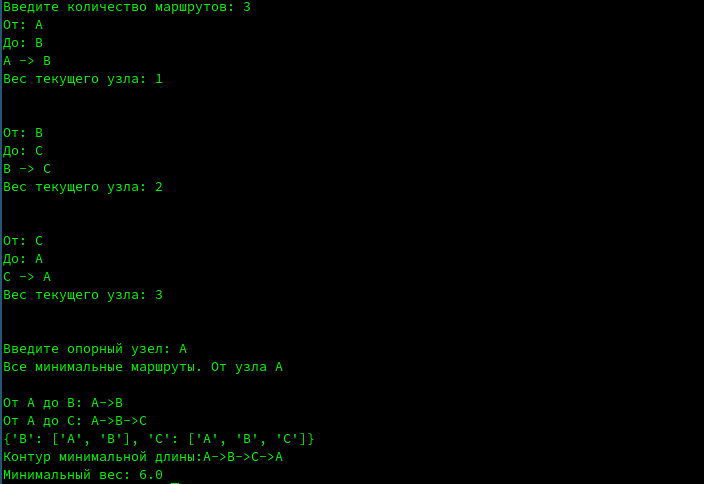 Введите количество маршрутов: 3
От: A
До: B
A -> B
Вес текущего узла: 1
От: B
До: C
B -> C
Вес текущего узла: 2
От: C
До: A
C -> A
Вес текущего узла: 3
Введите опорный узел: A
Все минимальные маршруты. От узла A
От A до B: A->B
От A до C: A->B->C
{'B': ['A', 'B'], 'C': ['A', 'B', 'C']}
Контур минимальной длины:A->B->C->A
Минимальный вес: 6.0